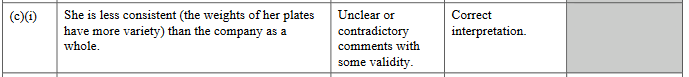 (c)(i) She is less consistent (the weights of her plates Unclear or Correct
have more variety) than the company as a contradictory interpretation.
whole. comments with
some validity.